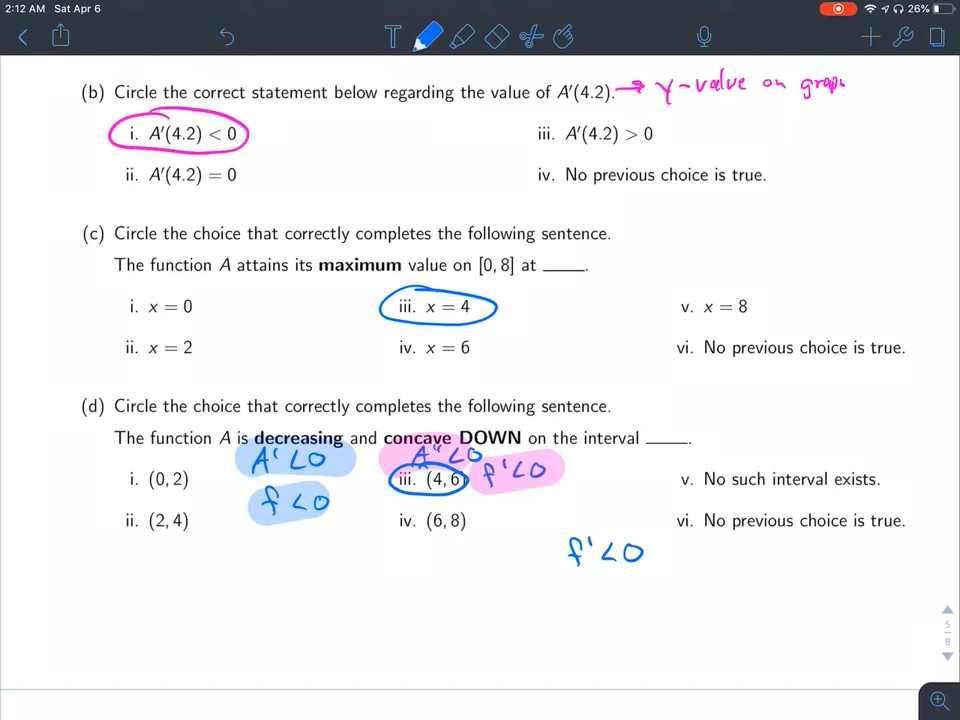 2:12 AM Sat Apr 6 26%
T
(b) Circle the correct statement below regarding the value of A′(4.2). → y-value on graph
i. A′(4.2) < 0 iii. A′(4.2) > 0
ii. A′(4.2) = 0 iv. No previous choice is true.
(c) Circle the choice that correctly completes the following sentence.
The function A attains its maximum value on [0, 8] at ____.
i. x = 0 iii. x = 4 v. x = 8
ii. x = 2 iv. x = 6 vi. No previous choice is true.
(d) Circle the choice that correctly completes the following sentence.
The function A is decreasing and concave DOWN on the interval ____.
A' < 0 A'' < 0
i. (0, 2) iii. (4, 6) f' < 0 v. No such interval exists.
f < 0
ii. (2, 4) iv. (6, 8) vi. No previous choice is true.
f' < 0
5
8